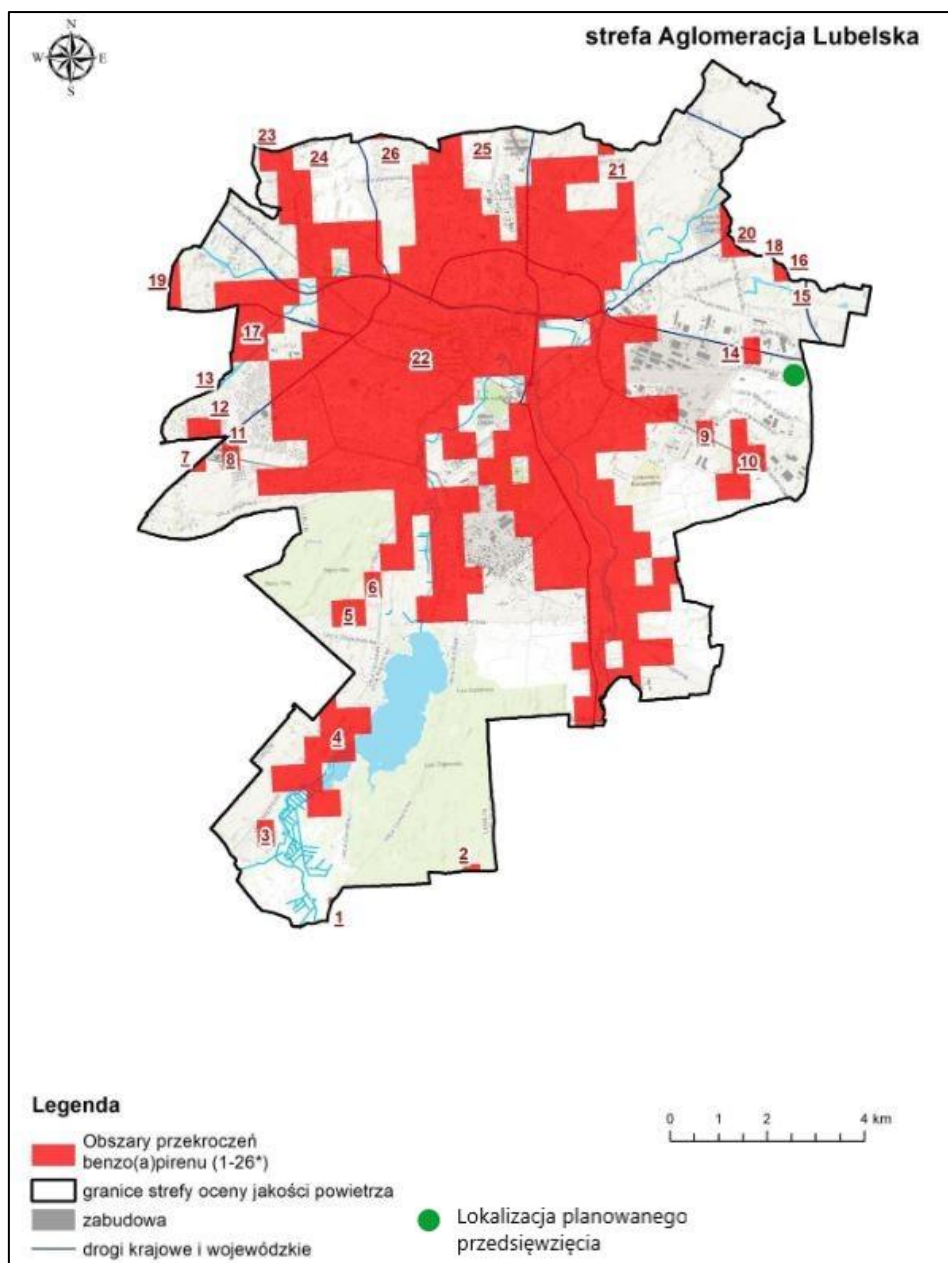 N
strefa Aglomeracja Lubelska
W E
S
23
24
26
25
21
20
18
16
19
15
17
14
22
13
12
11
9
7
8
10
6
5
4
3
2
1
Legenda
Obszary przekroczeń
benzo(a)pirenu (1-26*)
granice strefy oceny jakości powietrza
zabudowa
drogi krajowe i wojewódzkie
0 1 2 4 km
Lokalizacja planowanego
przedsięwzięcia